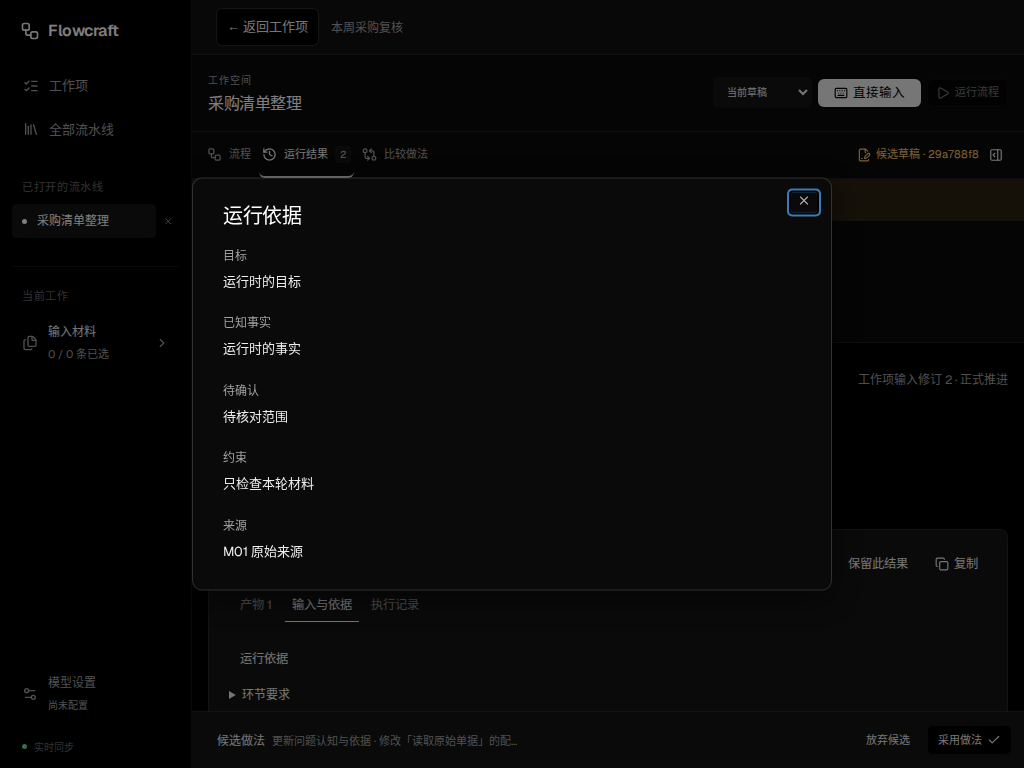 Flowcraft
工作项
全部流水线
已打开的流水线
采购清单整理
×
当前工作
输入材料
0 / 0 条已选
模型设置
尚未配置
实时同步
← 返回工作项
本周采购复核
工作空间
采购清单整理
当前草稿
直接输入
运行流程
流程
运行结果 2
比较做法
候选草稿 · 29a788f8
运行依据
目标
运行时的目标
已知事实
运行时的事实
待确认
待核对范围
约束
只检查本轮材料
来源
M01 原始来源
工作项输入修订 2 · 正式推进
保留此结果
复制
产物 1
输入与依据
执行记录
运行依据
环节要求
候选做法
更新问题认知与依据 · 修改「读取原始单据」的配...
放弃候选
采用做法